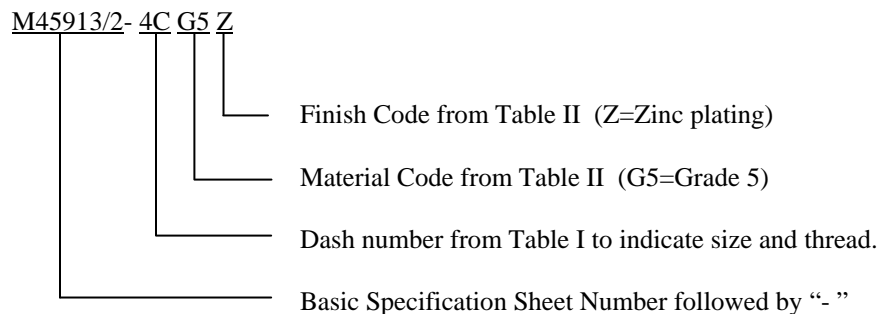 M45913/2- 4C G5 Z
Finish Code from Table II (Z=Zinc plating)
Material Code from Table II (G5=Grade 5)
Dash number from Table I to indicate size and thread.
Basic Specification Sheet Number followed by “- ”